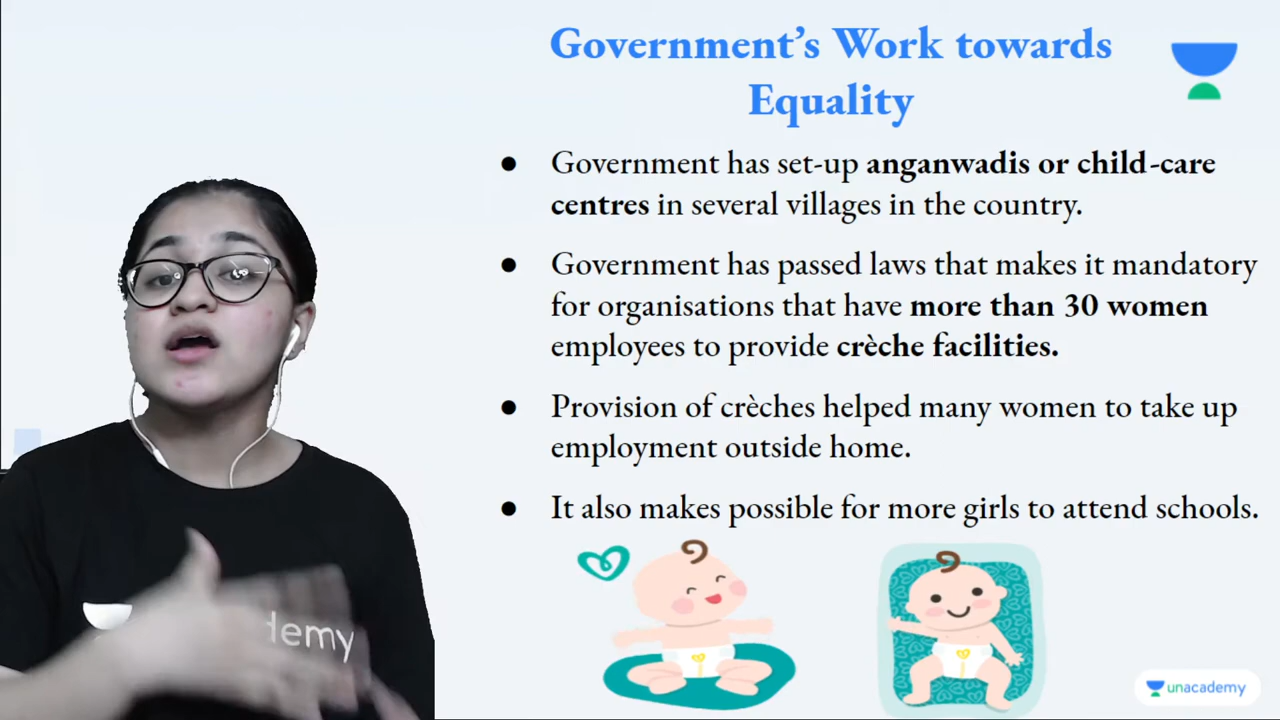 Government’s Work towards
Equality
● Government has set-up anganwadis or child-care
centres in several villages in the country.
● Government has passed laws that makes it mandatory
for organisations that have more than 30 women
employees to provide crèche facilities.
● Provision of crèches helped many women to take up
employment outside home.
● It also makes possible for more girls to attend schools.
demy
unacademy